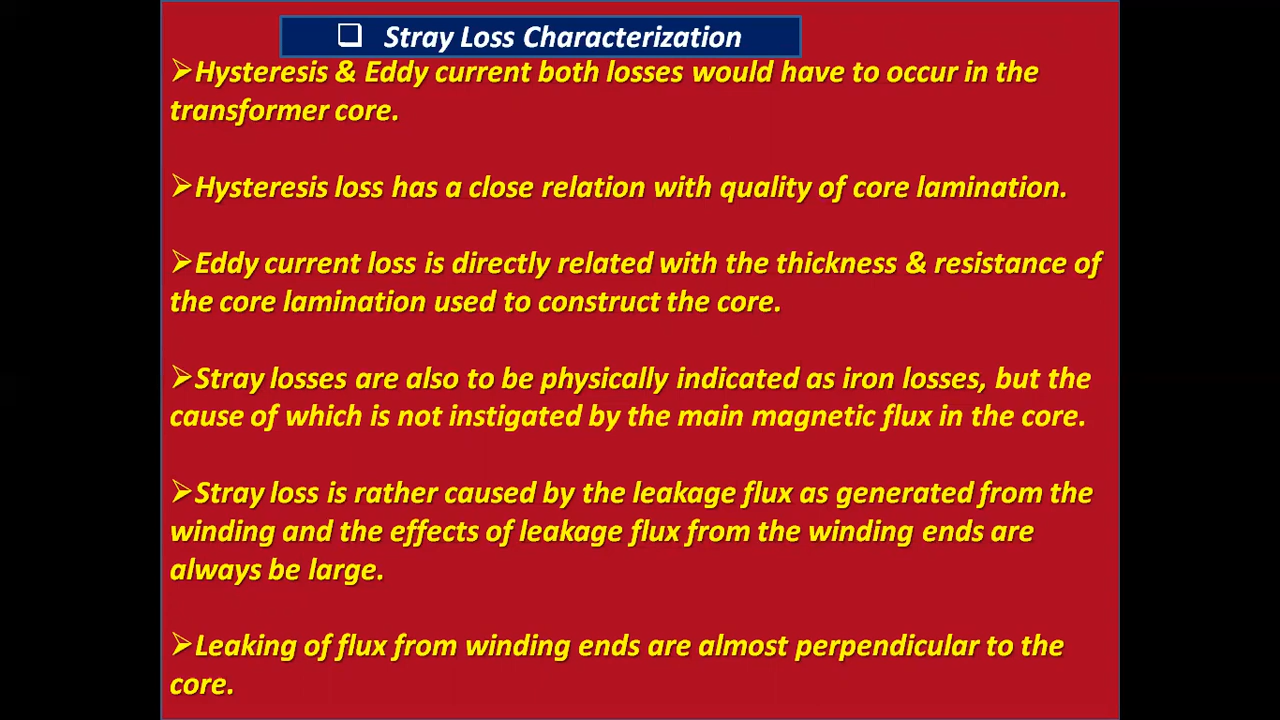 ❑ Stray Loss Characterization
➢Hysteresis & Eddy current both losses would have to occur in the
transformer core.
➢Hysteresis loss has a close relation with quality of core lamination.
➢Eddy current loss is directly related with the thickness & resistance of
the core lamination used to construct the core.
➢Stray losses are also to be physically indicated as iron losses, but the
cause of which is not instigated by the main magnetic flux in the core.
➢Stray loss is rather caused by the leakage flux as generated from the
winding and the effects of leakage flux from the winding ends are
always be large.
➢Leaking of flux from winding ends are almost perpendicular to the
core.